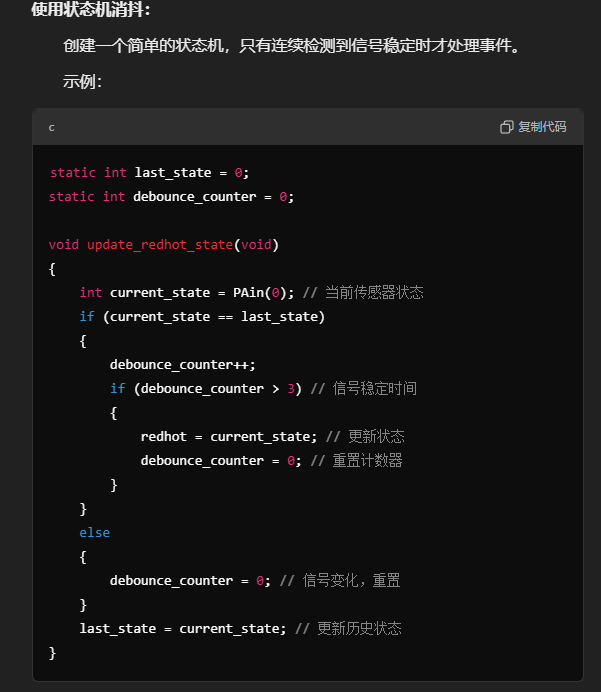 使用状态机消抖：
创建一个简单的状态机，只有连续检测到信号稳定时才处理事件。
示例：
c
复制代码
static int last_state = 0;
static int debounce_counter = 0;

void update_redhot_state(void)
{
    int current_state = PAin(0); // 当前传感器状态
    if (current_state == last_state)
    {
        debounce_counter++;
        if (debounce_counter > 3) // 信号稳定时间
        {
            redhot = current_state; // 更新状态
            debounce_counter = 0; // 重置计数器
        }
    }
    else
    {
        debounce_counter = 0; // 信号变化，重置
    }
    last_state = current_state; // 更新历史状态
}